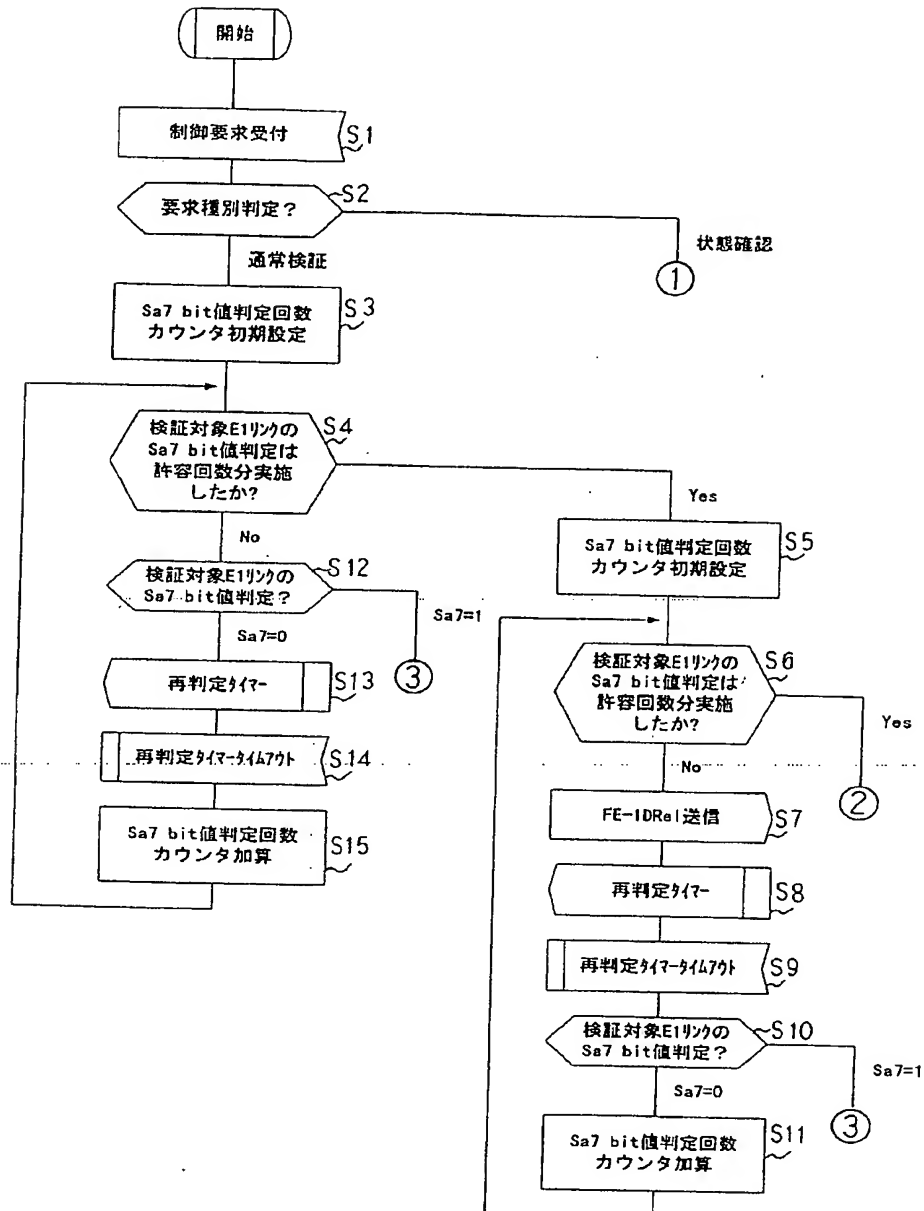 開始
制御要求受付
S1
要求種別判定?
S2
状態確認
①
通常検証
Sa7 bit値判定回数
カウンタ初期設定
S3
検証対象E1リンクの
Sa7 bit値判定は
許容回数分実施
したか?
S4
Yes
No
Sa7 bit値判定回数
カウンタ初期設定
S5
検証対象E1リンクの
Sa7 bit値判定?
S12
Sa7=1
③
Sa7=0
再判定タイマー
S13
再判定タイマータイムアウト
S14
Sa7 bit値判定回数
カウンタ加算
S15
検証対象E1リンクの
Sa7 bit値判定は
許容回数分実施
したか?
S6
Yes
②
No
FE-IDRel送信
S7
再判定タイマー
S8
再判定タイマータイムアウト
S9
検証対象E1リンクの
Sa7 bit値判定?
S10
Sa7=1
③
Sa7=0
Sa7 bit値判定回数
カウンタ加算
S11